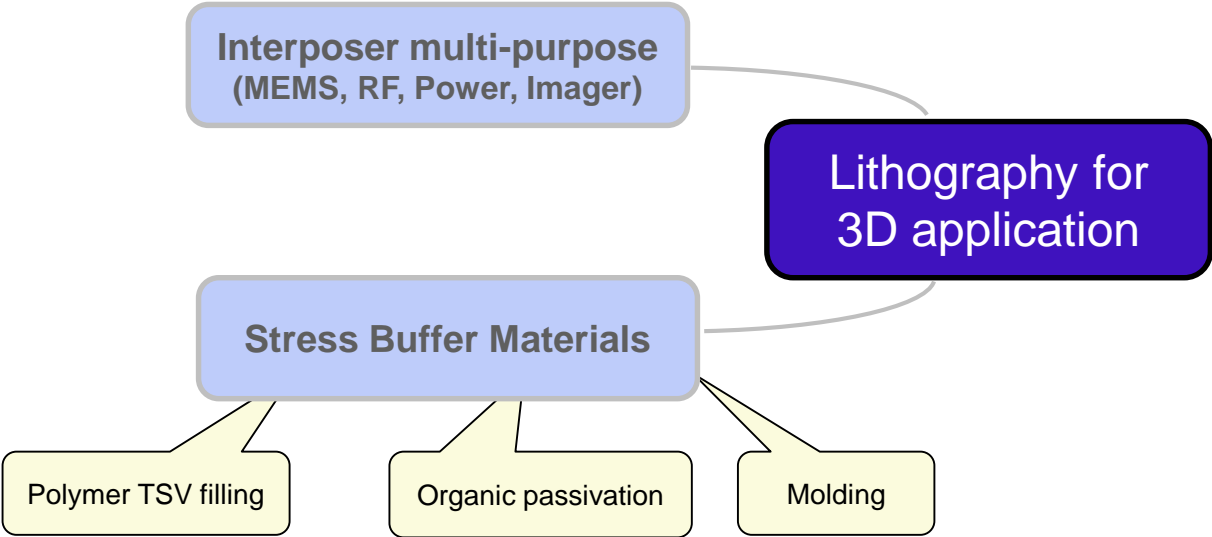 Interposer multi-purpose
(MEMS, RF, Power, Imager)
Lithography for
3D application
Stress Buffer Materials
Polymer TSV filling
Organic passivation
Molding